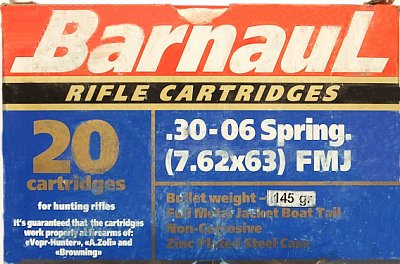 BarnauL
RIFLE CARTRIDGES
20
cartridges
for hunting rifles
It's guaranteed that the cartridges
work properly at firearms of:
«Vepr-Hunter», «A.Zoli» and
«Browning»
.30-06 Spring.
(7.62x63) FMJ
Bullet weight - 145 gr
Full Metal Jacket Boat Tail
Non-Corrosive
Zinc Plated Steel Case